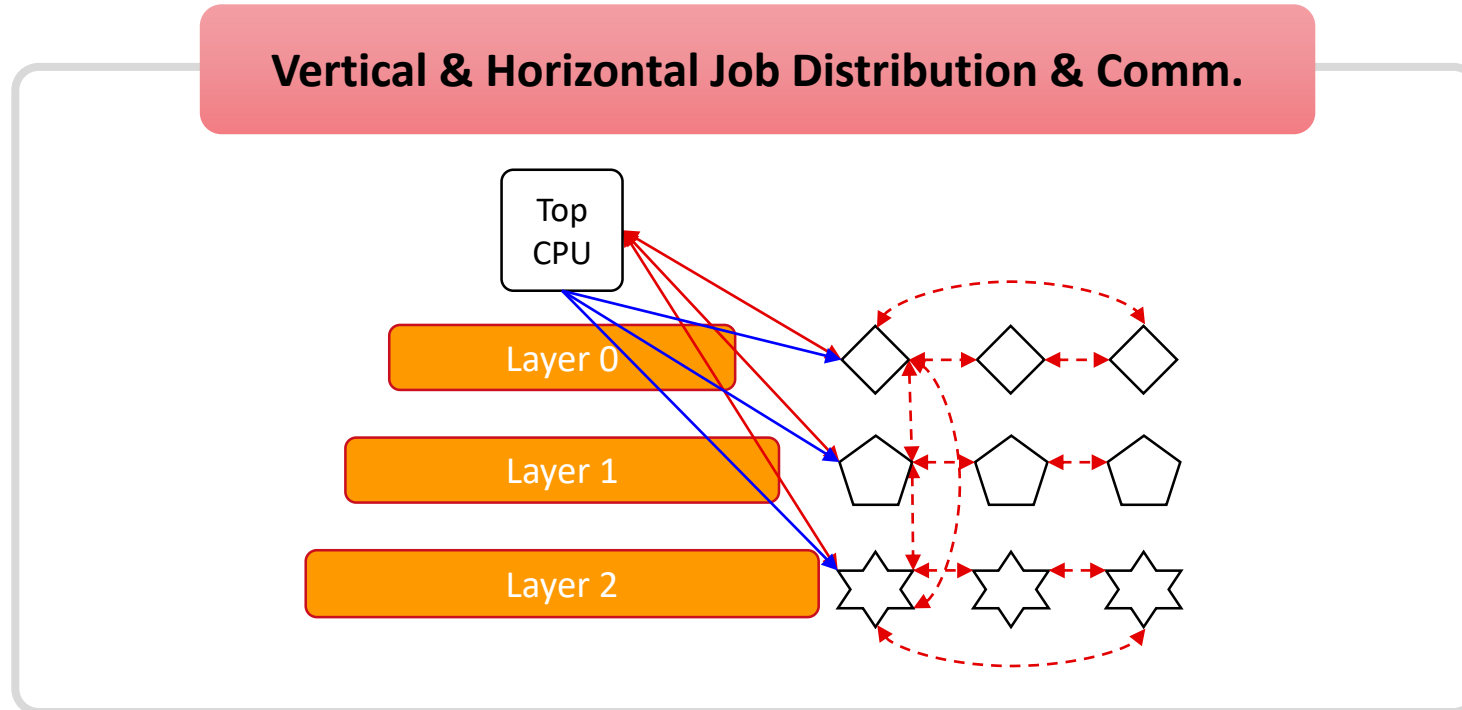 Vertical & Horizontal Job Distribution & Comm.
Top
CPU
Layer 0
Layer 1
Layer 2